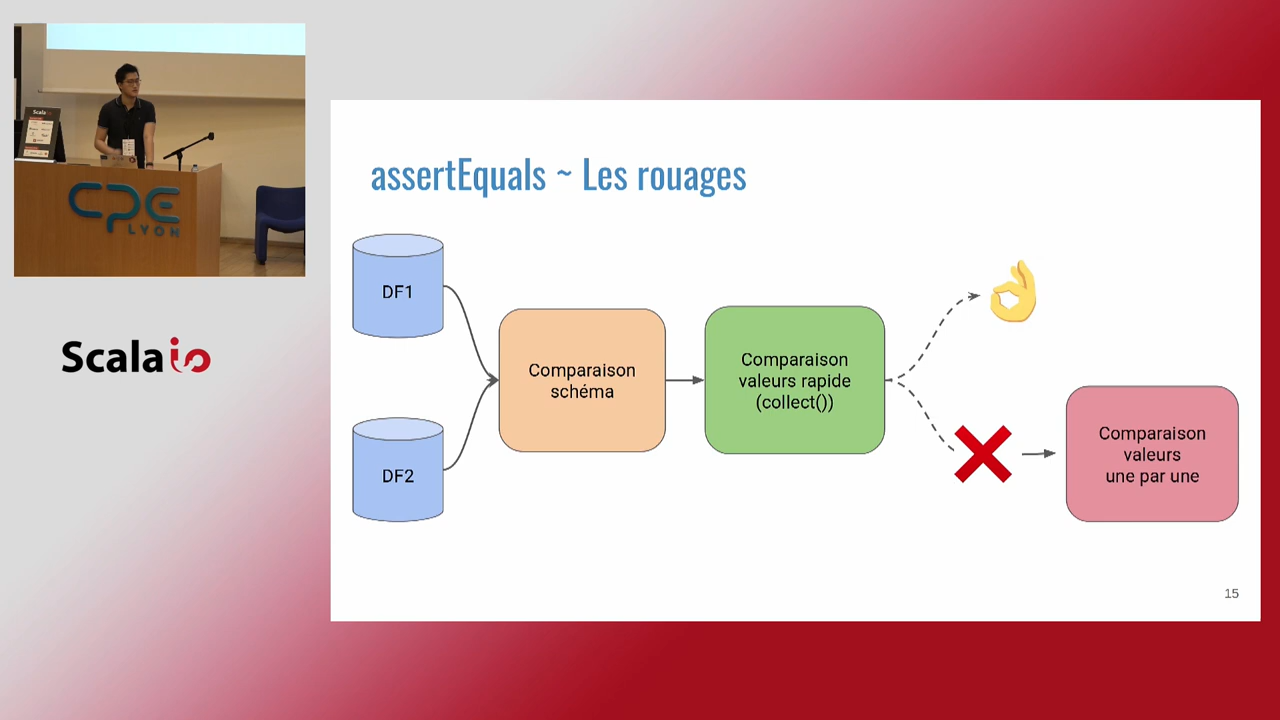 Scala
CPE
LYON
Scalaio
assertEquals ~ Les rouages
DF1
DF2
Comparaison
schéma
Comparaison
valeurs rapide
(collect())
Comparaison
valeurs
une par une
15